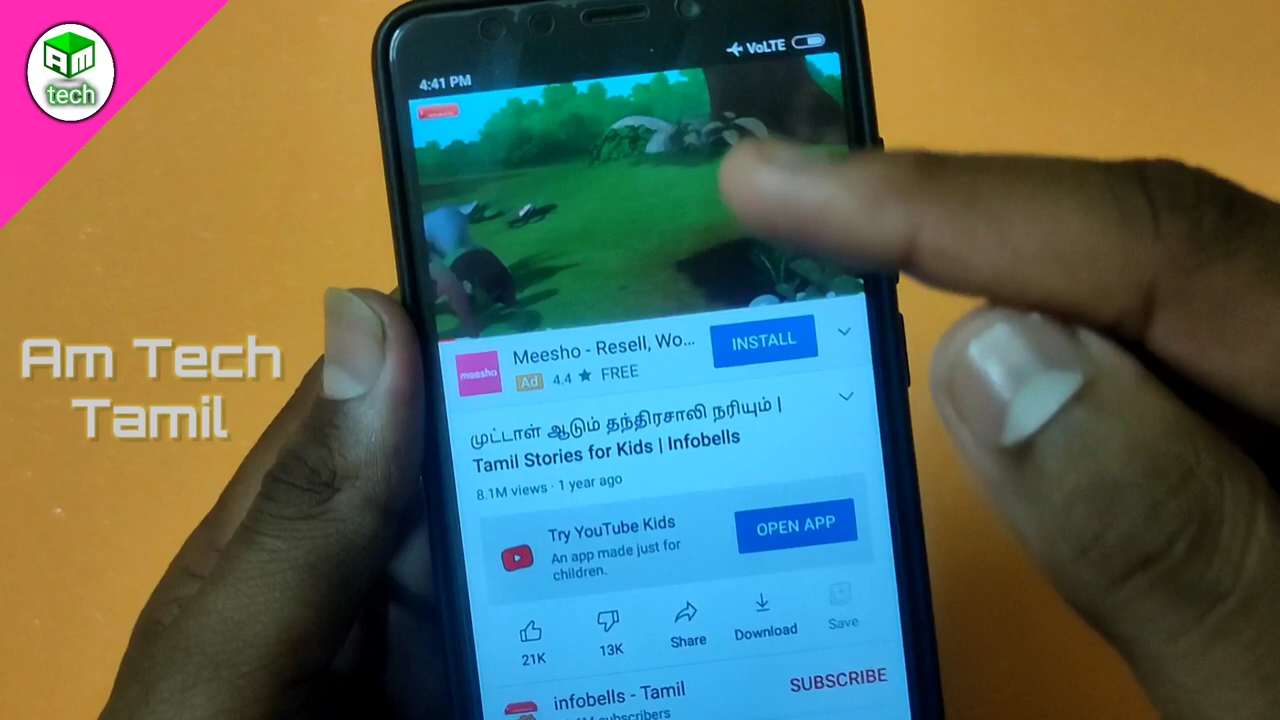 Am
tech
Am Tech
Tamil
4:41 PM
VoLTE
meesho
Meesho - Resell, Wo...
Ad 4.4 ★ FREE
INSTALL
முட்டாள் ஆடும் தந்திரசாலி நரியும் |
Tamil Stories for Kids | Infobells
8.1M views · 1 year ago
Try YouTube Kids
An app made just for
children.
OPEN APP
21K
13K
Share
Download
Save
infobells - Tamil
SUBSCRIBE
subscribers